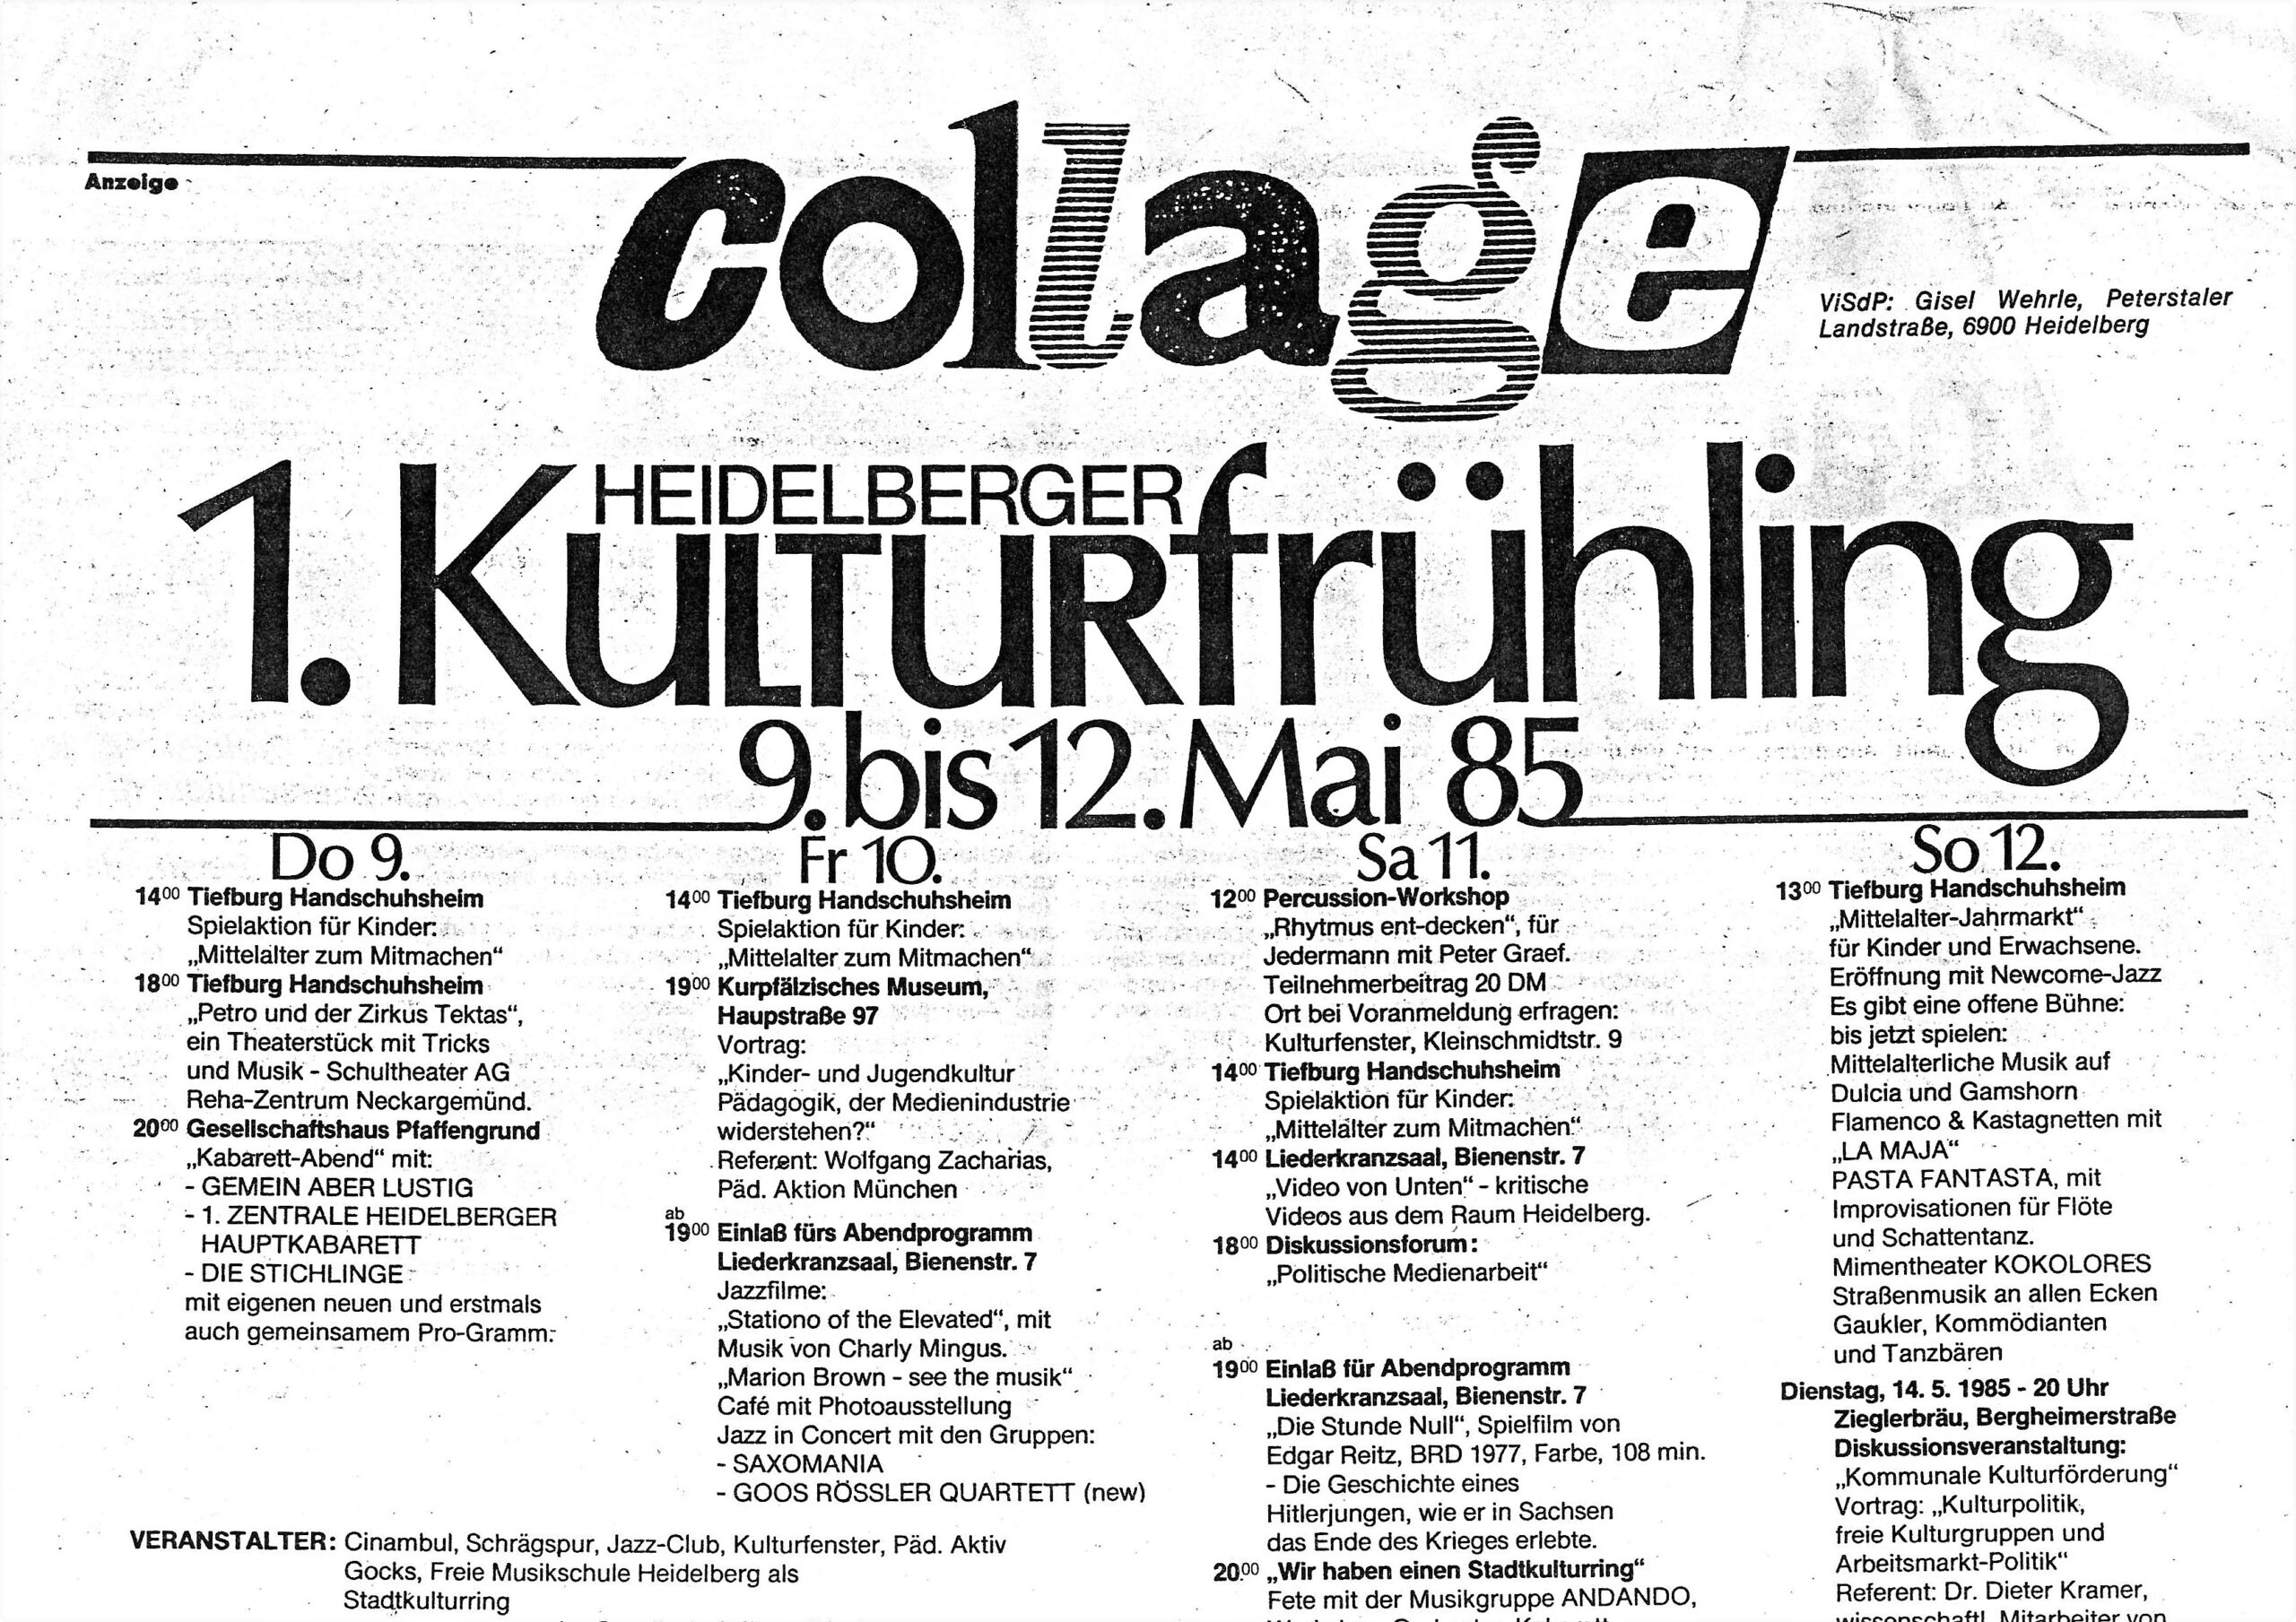 collage
Anzeige
ViSdP: Gisel Wehrle, Peterstaler
Landstraße, 6900 Heidelberg
1. HEIDELBERGER
KULTURfrühling
9. bis 12. Mai 85
Do 9.
14⁰⁰ Tiefburg Handschuhsheim
Spielaktion für Kinder:
„Mittelalter zum Mitmachen“
18⁰⁰ Tiefburg Handschuhsheim
„Petro und der Zirkus Tektas“,
ein Theaterstück mit Tricks
und Musik - Schultheater AG
Reha-Zentrum Neckargemünd.
20⁰⁰ Gesellschaftshaus Pfaffengrund
„Kabarett-Abend“ mit:
- GEMEIN ABER LUSTIG
- 1. ZENTRALE HEIDELBERGER
HAUPTKABARETT
- DIE STICHLINGE
mit eigenen neuen und erstmals
auch gemeinsamem Pro-Gramm.
Fr 10.
14⁰⁰ Tiefburg Handschuhsheim
Spielaktion für Kinder:
„Mittelalter zum Mitmachen“
19⁰⁰ Kurpfälzisches Museum,
Haupstraße 97
Vortrag:
„Kinder- und Jugendkultur
Pädagogik, der Medienindustrie
widerstehen?“
Referent: Wolfgang Zacharias,
Päd. Aktion München
ab
19⁰⁰ Einlaß fürs Abendprogramm
Liederkranzsaal, Bienenstr. 7
Jazzfilme:
„Stationo of the Elevated“, mit
Musik von Charly Mingus.
„Marion Brown - see the musik“
Café mit Photoausstellung
Jazz in Concert mit den Gruppen:
- SAXOMANIA
- GOOS RÖSSLER QUARTETT (new)
Sa 11.
12⁰⁰ Percussion-Workshop
„Rhytmus ent-decken“, für
Jedermann mit Peter Graef.
Teilnehmerbeitrag 20 DM
Ort bei Voranmeldung erfragen:
Kulturfenster, Kleinschmidtstr. 9
14⁰⁰ Tiefburg Handschuhsheim
Spielaktion für Kinder:
„Mittelalter zum Mitmachen“
14⁰⁰ Liederkranzsaal, Bienenstr. 7
„Video von Unten“ - kritische
Videos aus dem Raum Heidelberg.
18⁰⁰ Diskussionsforum:
„Politische Medienarbeit“
ab
19⁰⁰ Einlaß für Abendprogramm
Liederkranzsaal, Bienenstr. 7
„Die Stunde Null“, Spielfilm von
Edgar Reitz, BRD 1977, Farbe, 108 min.
- Die Geschichte eines
Hitlerjungen, wie er in Sachsen
das Ende des Krieges erlebte.
20⁰⁰ „Wir haben einen Stadtkulturring“
Fete mit der Musikgruppe ANDANDO,
So 12.
13⁰⁰ Tiefburg Handschuhsheim
„Mittelalter-Jahrmarkt“
für Kinder und Erwachsene.
Eröffnung mit Newcome-Jazz
Es gibt eine offene Bühne:
bis jetzt spielen:
Mittelalterliche Musik auf
Dulcia und Gamshorn
Flamenco & Kastagnetten mit
„LA MAJA“
PASTA FANTASTA, mit
Improvisationen für Flöte
und Schattentanz.
Mimentheater KOKOLORES
Straßenmusik an allen Ecken
Gaukler, Kommödianten
und Tanzbären
Dienstag, 14. 5. 1985 - 20 Uhr
Zieglerbräu, Bergheimerstraße
Diskussionsveranstaltung:
„Kommunale Kulturförderung“
Vortrag: „Kulturpolitik,
freie Kulturgruppen und
Arbeitsmarkt-Politik“
Referent: Dr. Dieter Kramer,
wissenschaftl. Mitarbeiter von
VERANSTALTER: Cinambul, Schrägspur, Jazz-Club, Kulturfenster, Päd. Aktiv
Gocks, Freie Musikschule Heidelberg als
Stadtkulturring